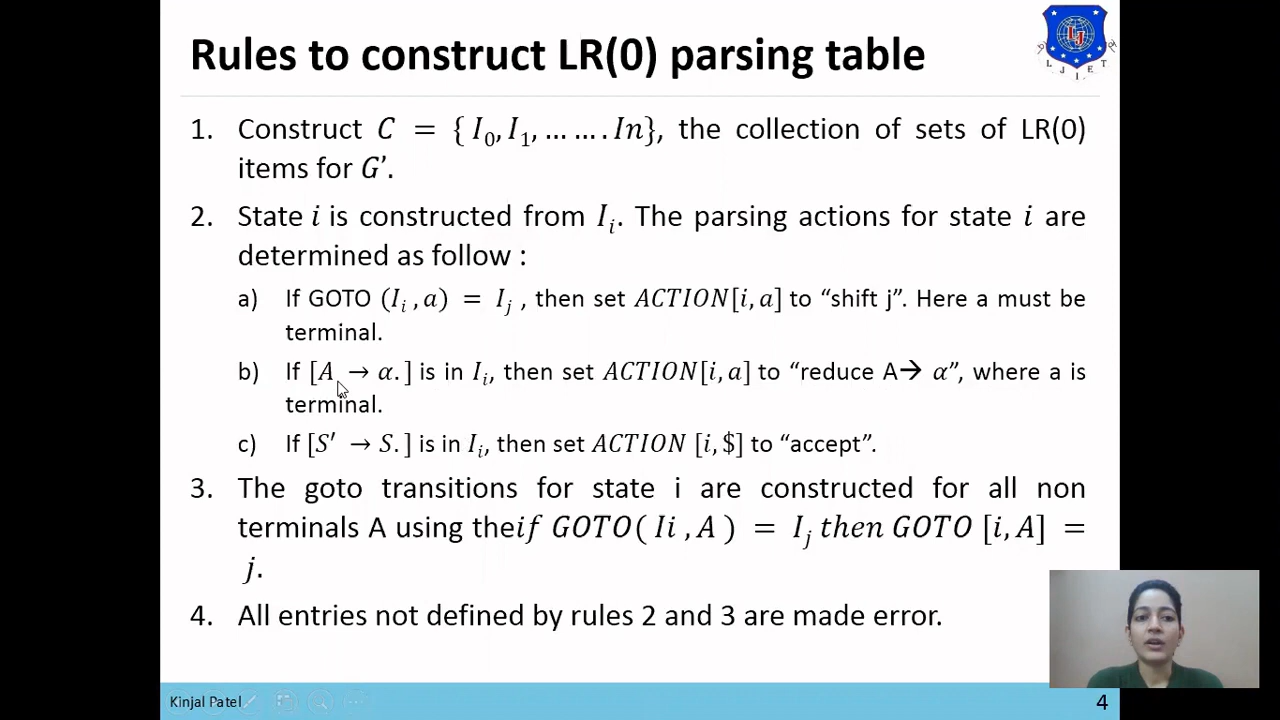 Rules to construct LR(0) parsing table
1. Construct C = { I₀, I₁, … … . In}, the collection of sets of LR(0)
items for G’.
2. State i is constructed from Iᵢ. The parsing actions for state i are
determined as follow :
a) If GOTO (Iᵢ , a) = Iⱼ , then set ACTION[i, a] to “shift j”. Here a must be
terminal.
b) If [A → α. ] is in Iᵢ, then set ACTION[i, a] to “reduce A→ α”, where a is
terminal.
c) If [S′ → S. ] is in Iᵢ, then set ACTION [i, $] to “accept”.
3. The goto transitions for state i are constructed for all non
terminals A using theif GOTO( Ii , A ) = Iⱼ then GOTO [i, A] =
j.
4. All entries not defined by rules 2 and 3 are made error.
Kinjal Patel
4